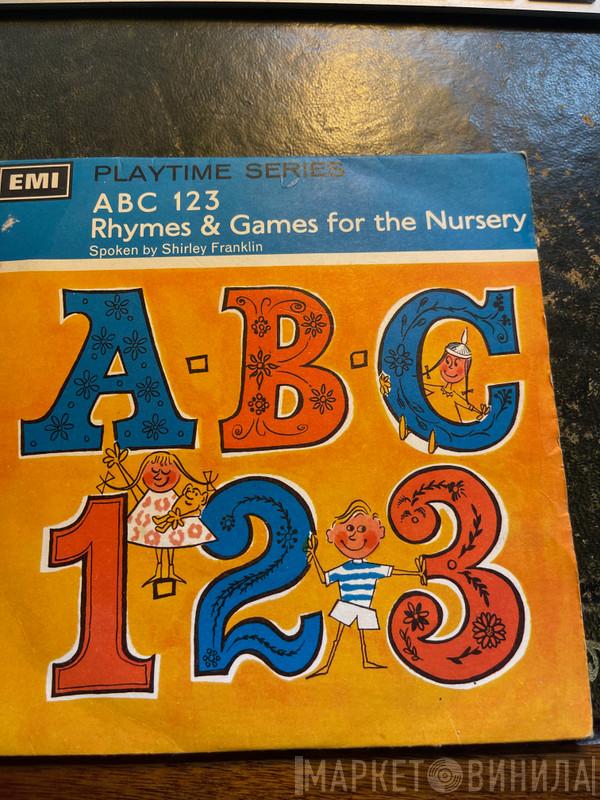 EMI
PLAYTIME SERIES
ABC 123
Rhymes & Games for the Nursery
Spoken by Shirley Franklin
A·B·C
123
МАРКЕТ ВИНИЛА